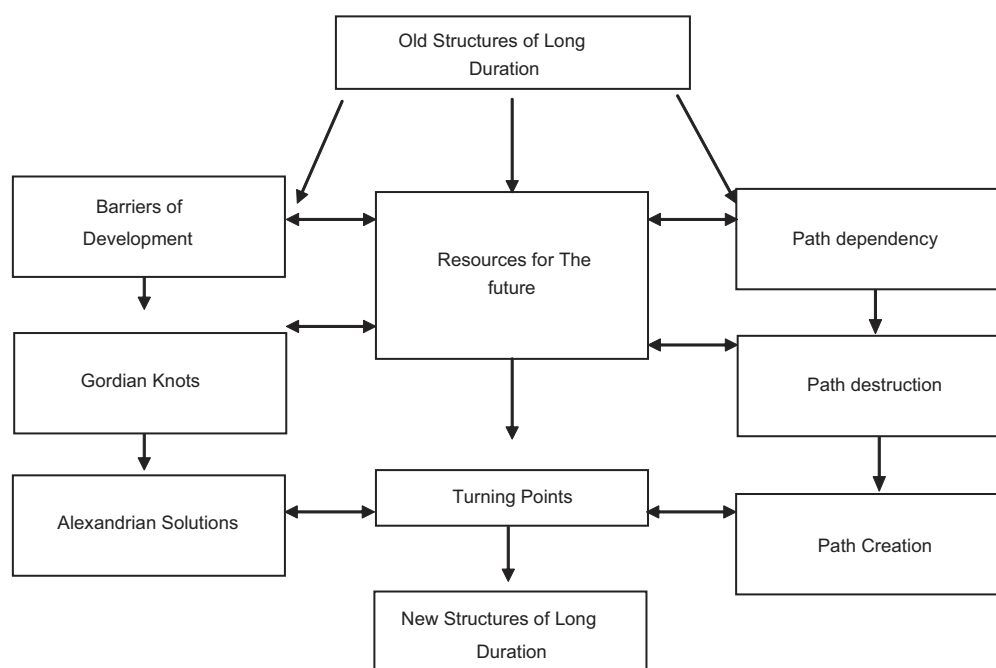 Old Structures of Long
Duration
Barriers of
Development
Resources for The
future
Path dependency
Gordian Knots
Path destruction
Alexandrian Solutions
Turning Points
Path Creation
New Structures of Long
Duration